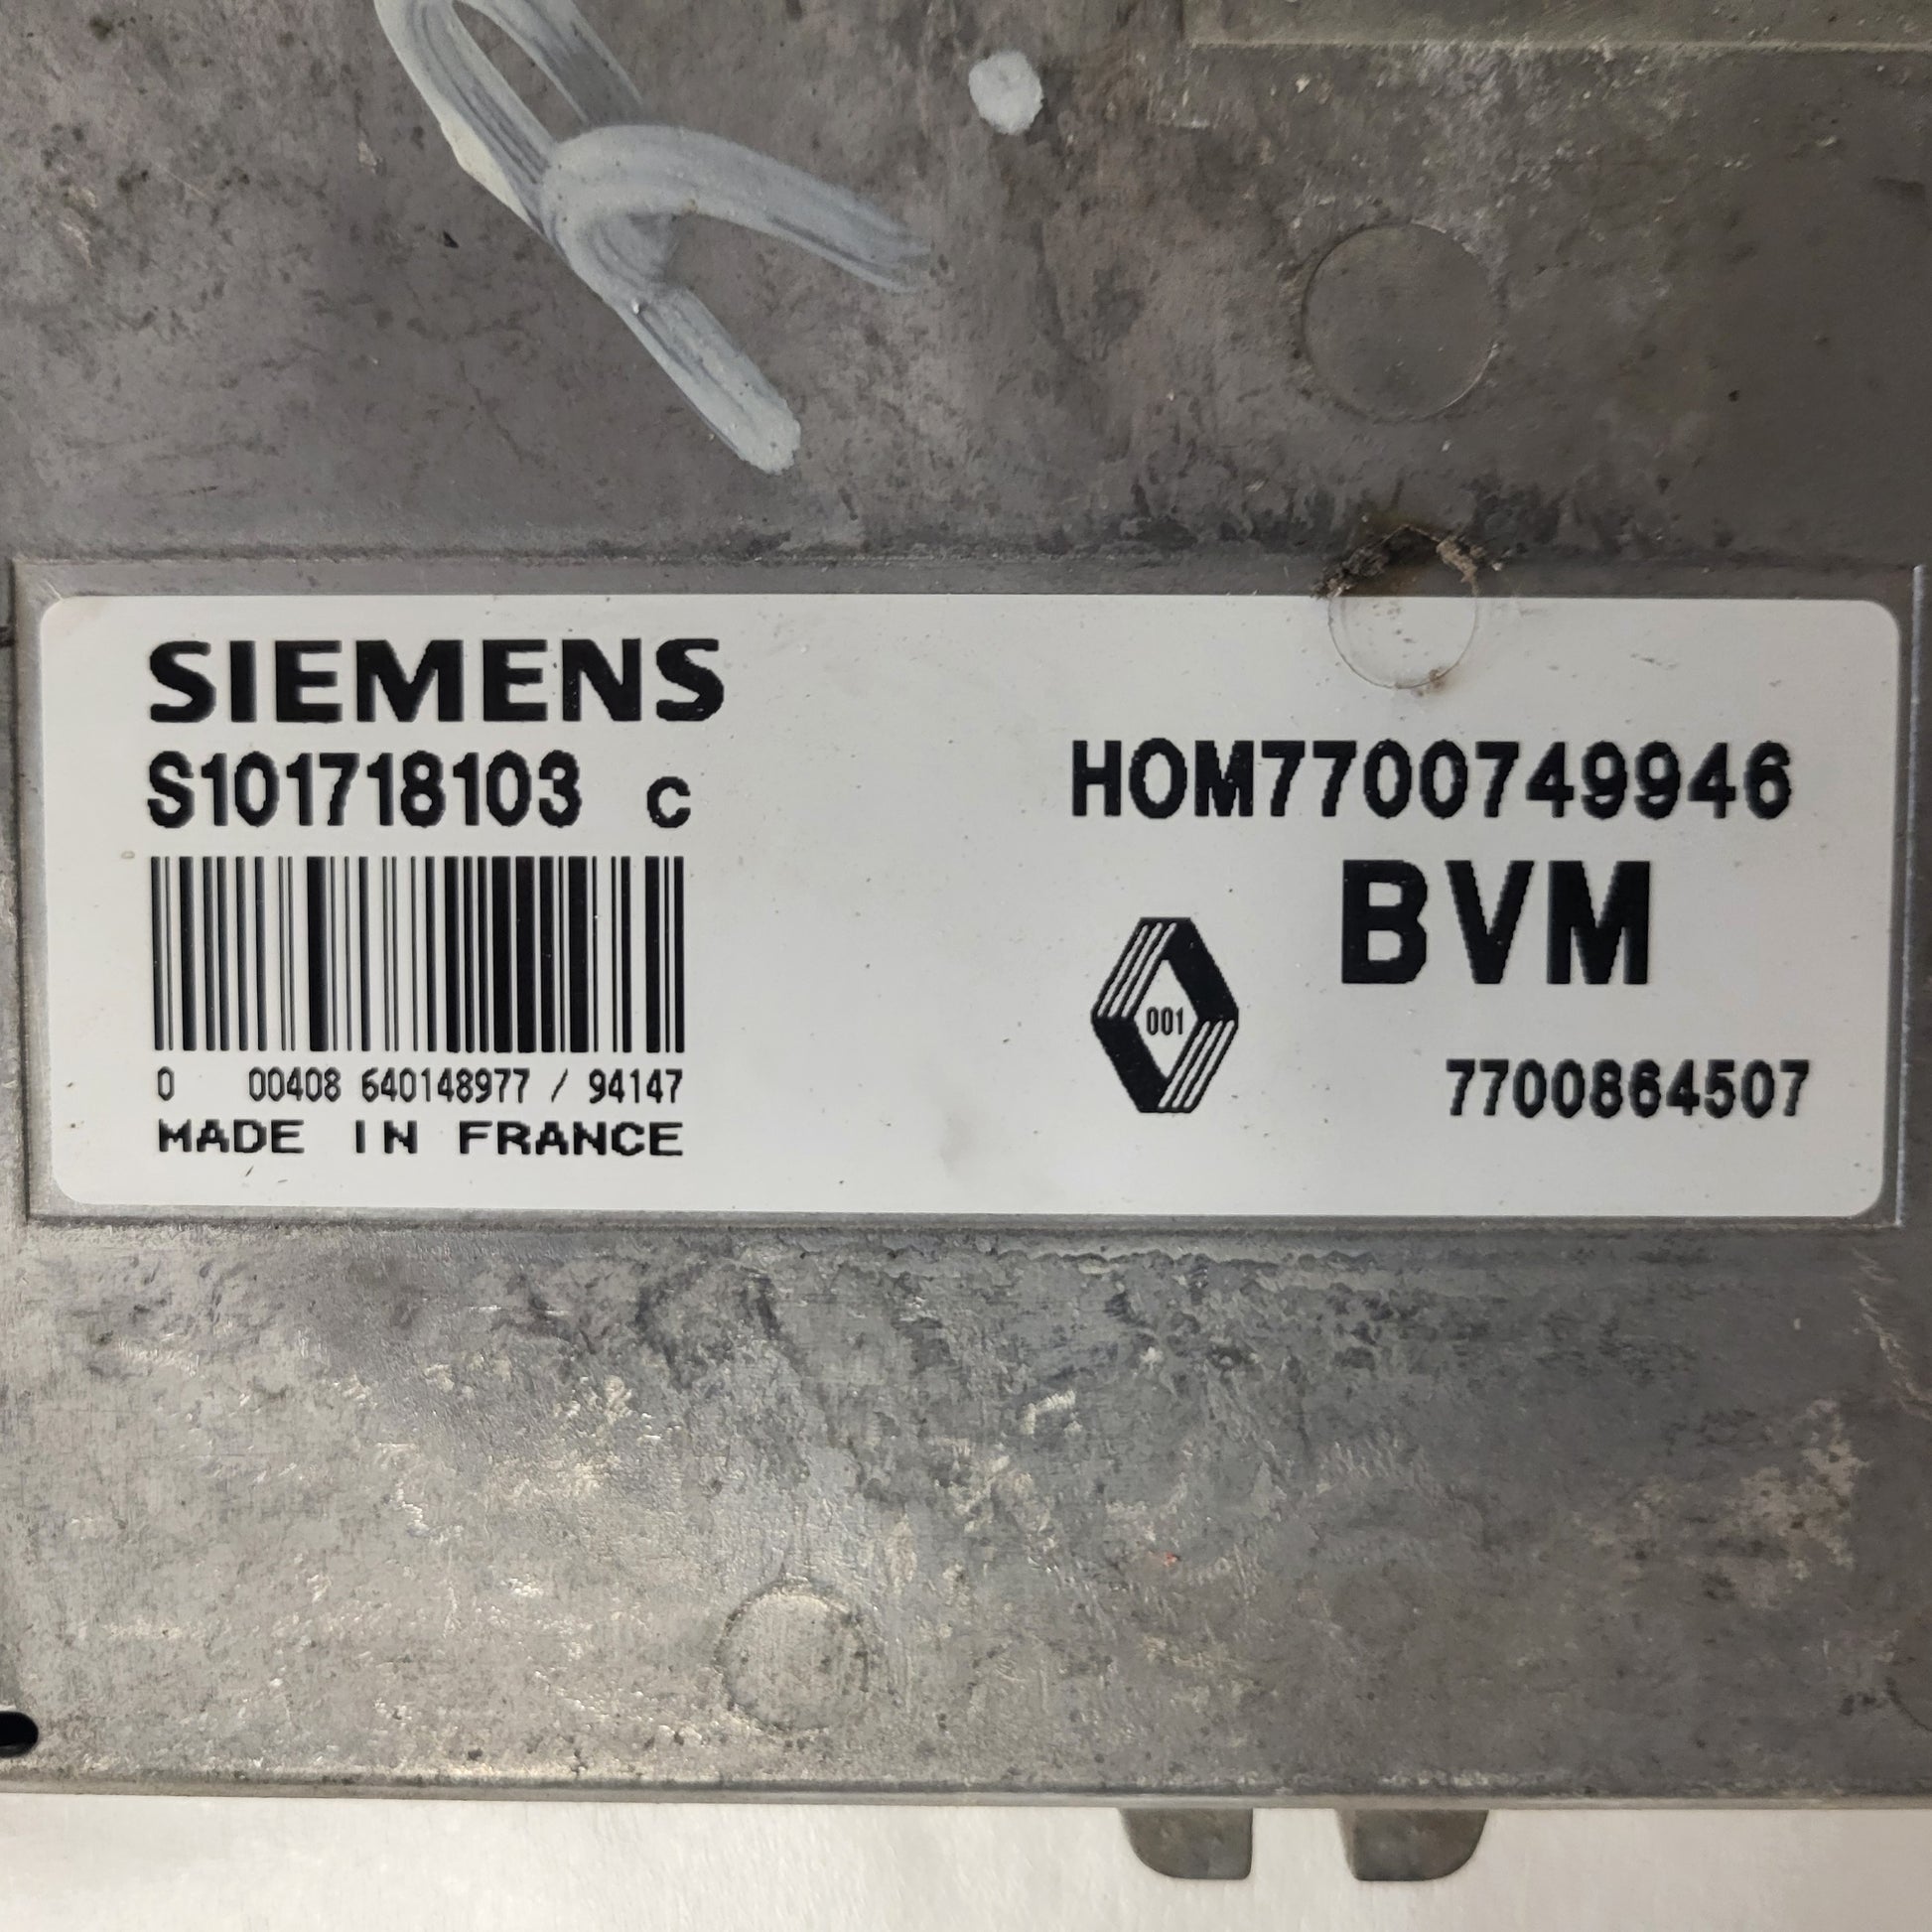 SIEMENS
S101718103 C
0 00408 640148977 / 94147
MADE IN FRANCE
HOM7700749946
BVM
001
7700864507